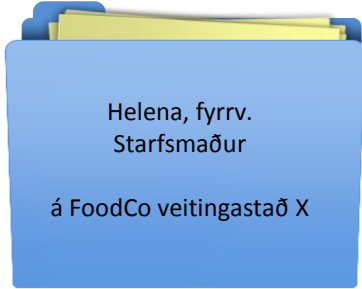 Helena, fyrrv.
Starfsmaður
á FoodCo veitingastað X